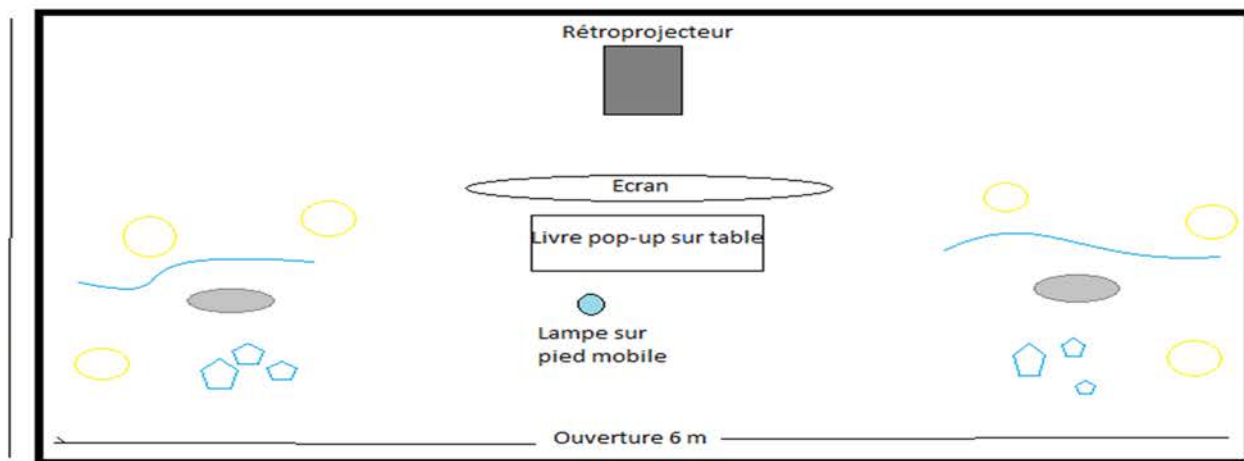 Rétroprojecteur
Ecran
Livre pop-up sur table
Lampe sur
pied mobile
Ouverture 6 m